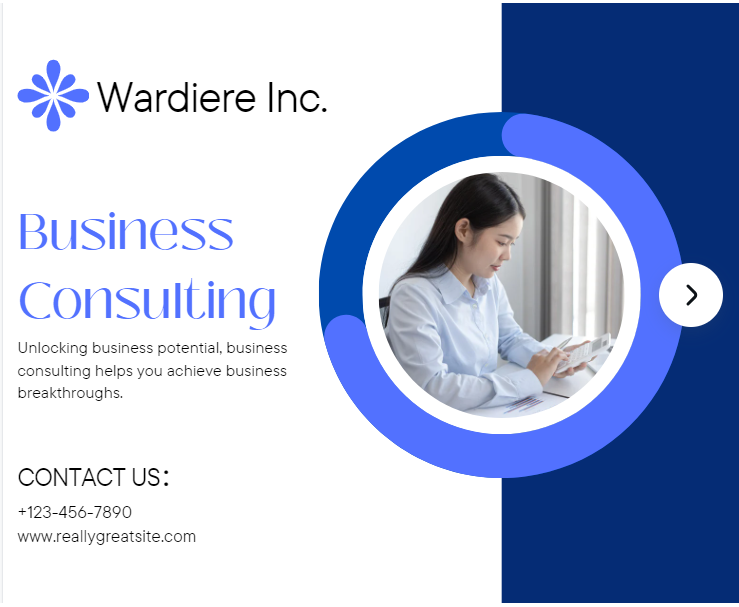 Wardiere Inc.
Business
Consulting
Unlocking business potential, business
consulting helps you achieve business
breakthroughs.
CONTACT US:
+123-456-7890
www.reallygreatsite.com